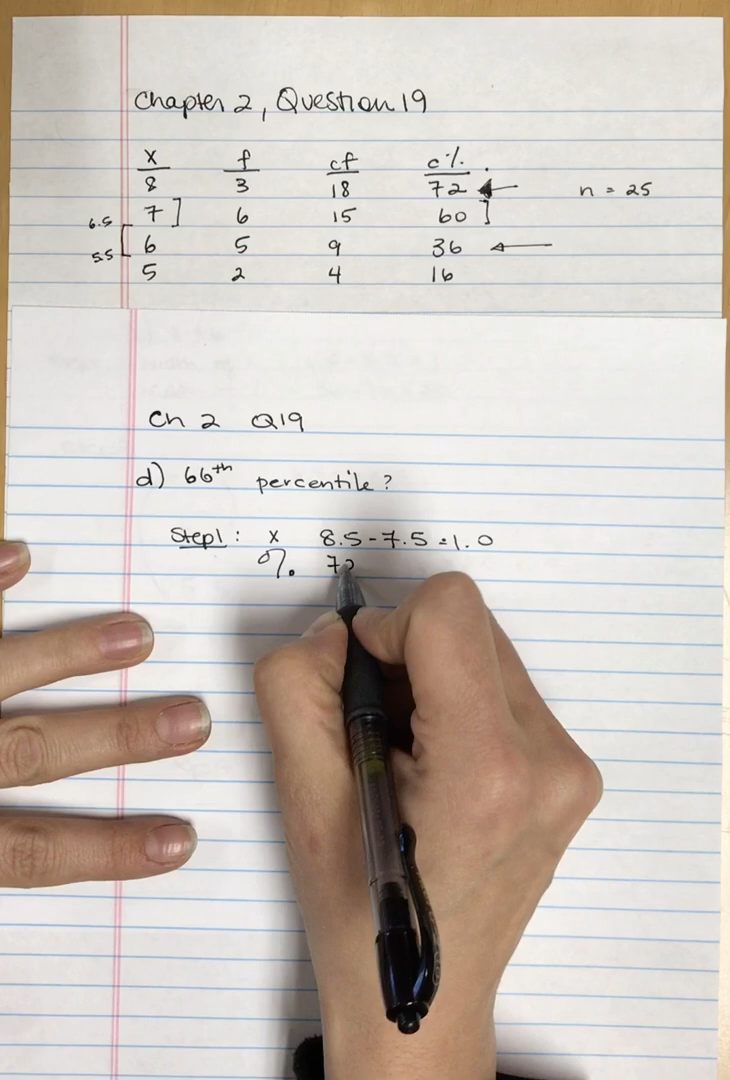 Chapter 2, Question 19
x f cf c%.
8 3 18 72 n = 25
6.5 7 6 15 60
5.5 6 5 9 36
5 2 4 16
Ch 2 Q19
d) 66th percentile?
Step1: x 8.5 - 7.5 = 1.0
%. 72